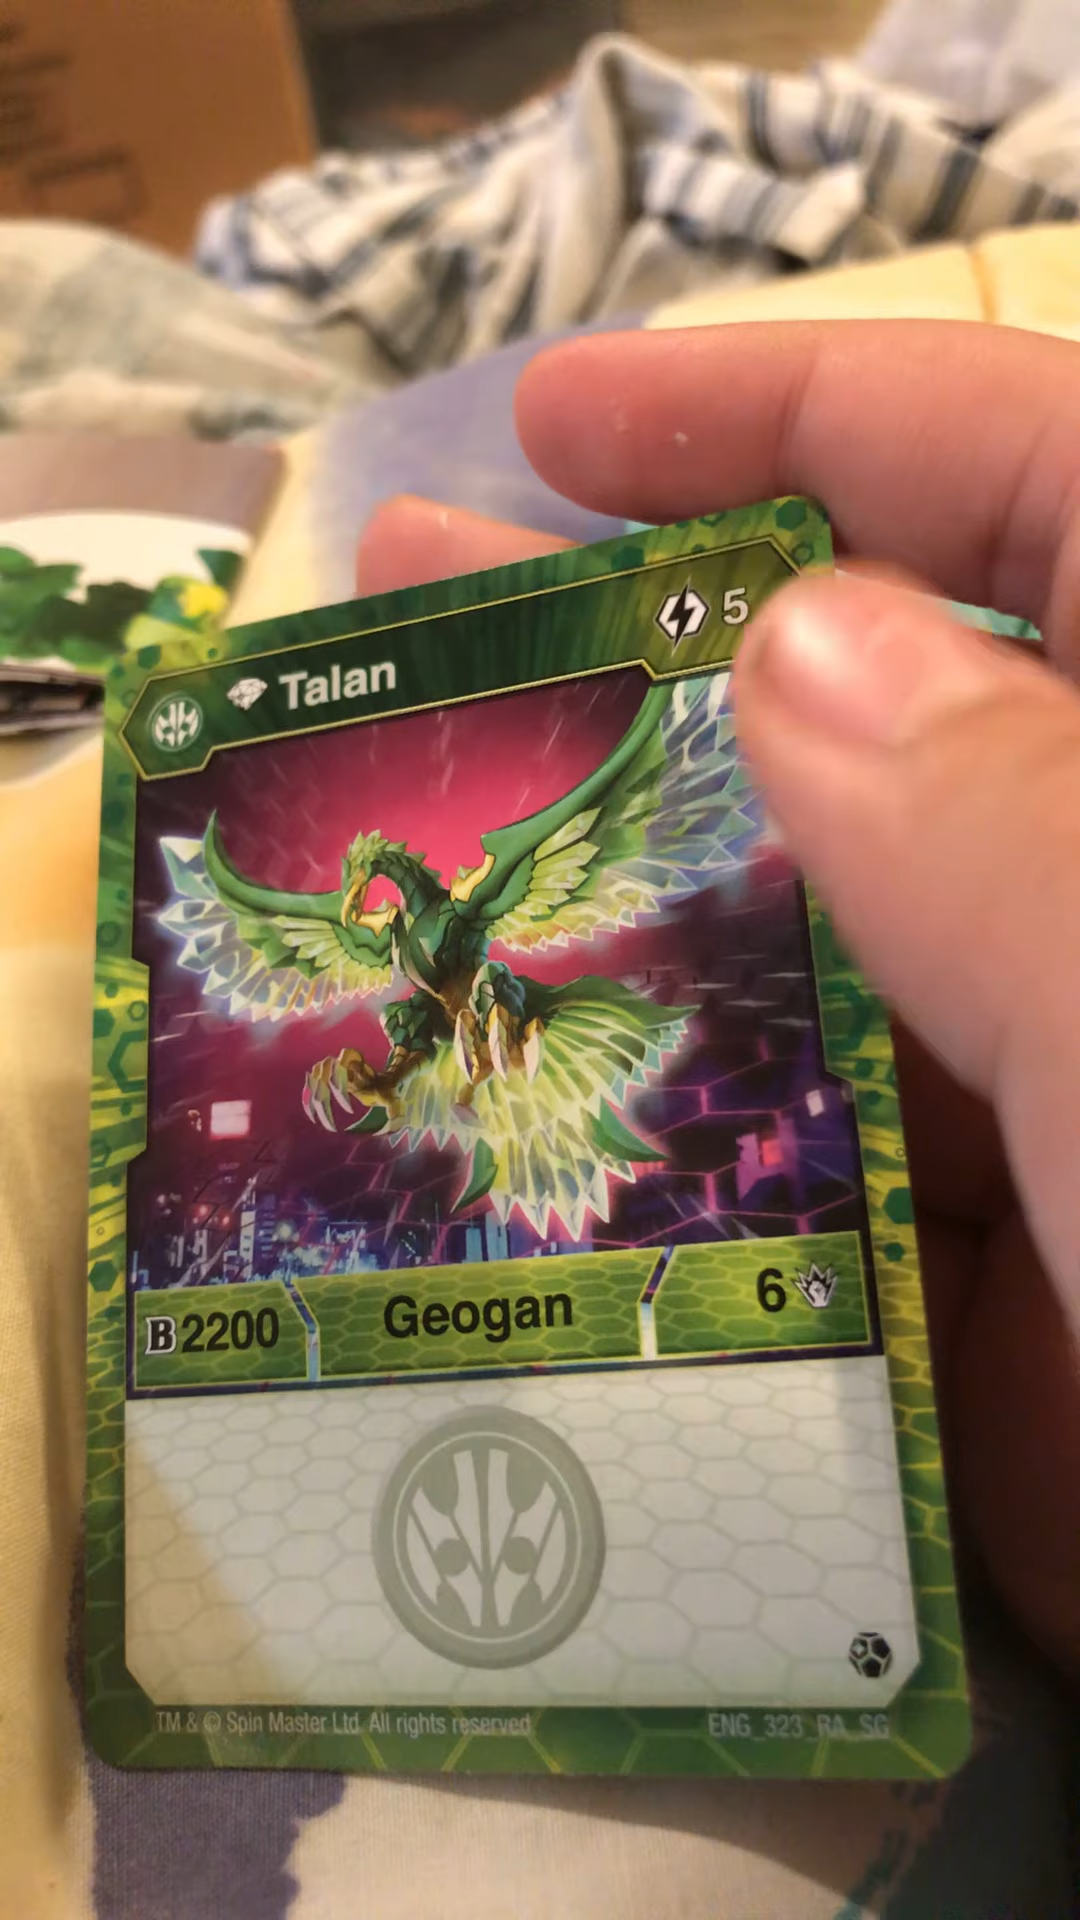 Talan
5
B2200
Geogan
6
TM & © Spin Master Ltd. All rights reserved
ENG_323_RA_SG